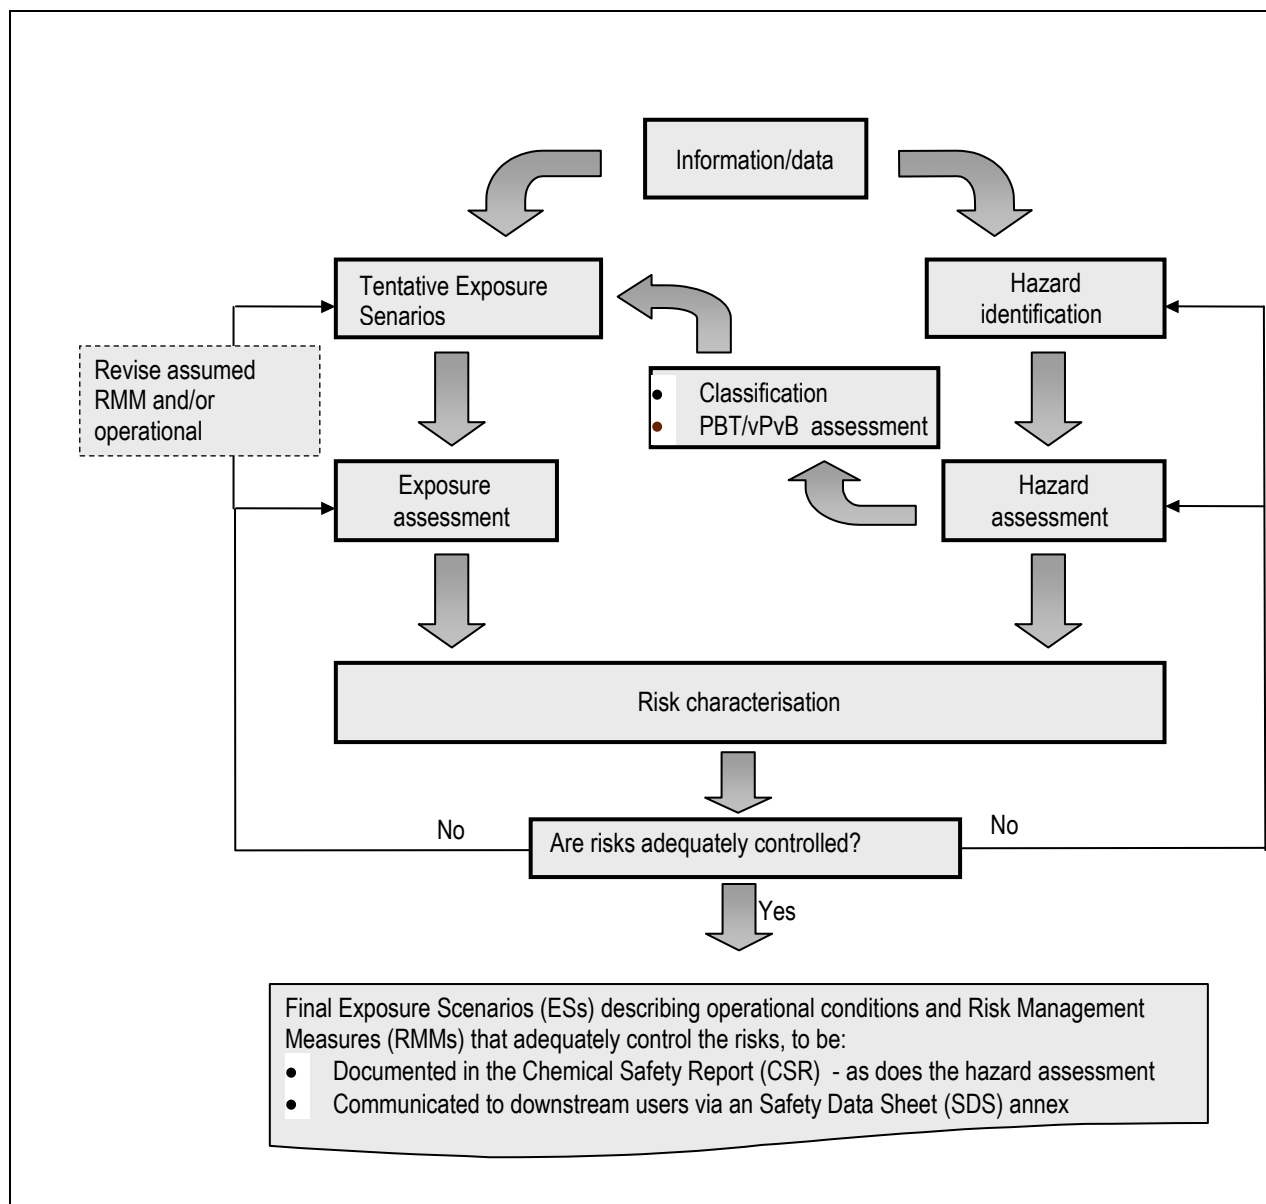 Information/data
Tentative Exposure
Senarios
Hazard
identification
Revise assumed
RMM and/or
operational
• Classification
• PBT/vPvB assessment
Exposure
assessment
Hazard
assessment
Risk characterisation
No
Are risks adequately controlled?
No
Yes
Final Exposure Scenarios (ESs) describing operational conditions and Risk Management
Measures (RMMs) that adequately control the risks, to be:
• Documented in the Chemical Safety Report (CSR) - as does the hazard assessment
• Communicated to downstream users via an Safety Data Sheet (SDS) annex